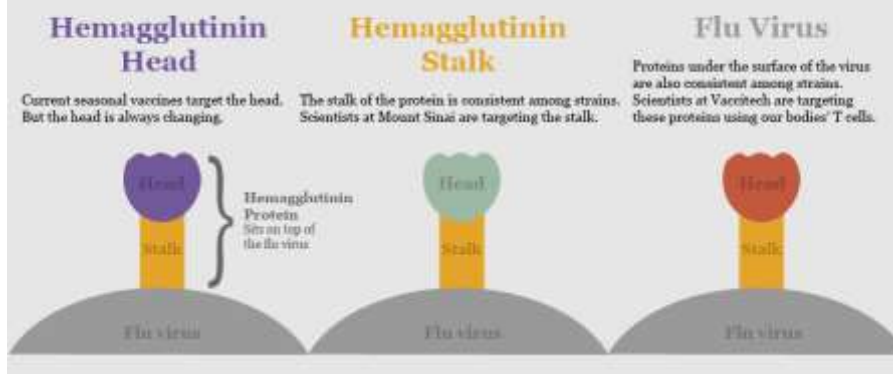 Hemagglutinin
Head
Current seasonal vaccines target the head.
But the head is always changing.
Hemagglutinin
Stalk
The stalk of the protein is consistent among strains.
Scientists at Mount Sinai are targeting the stalk.
Flu Virus
Proteins under the surface of the virus
are also consistent among strains.
Scientists at Vaccitech are targeting
these proteins using our bodies' T cells.
Head
Stalk
Flu virus
Hemagglutinin
Protein
Sits on top of
the flu virus
Head
Stalk
Flu virus
Head
Stalk
Flu virus